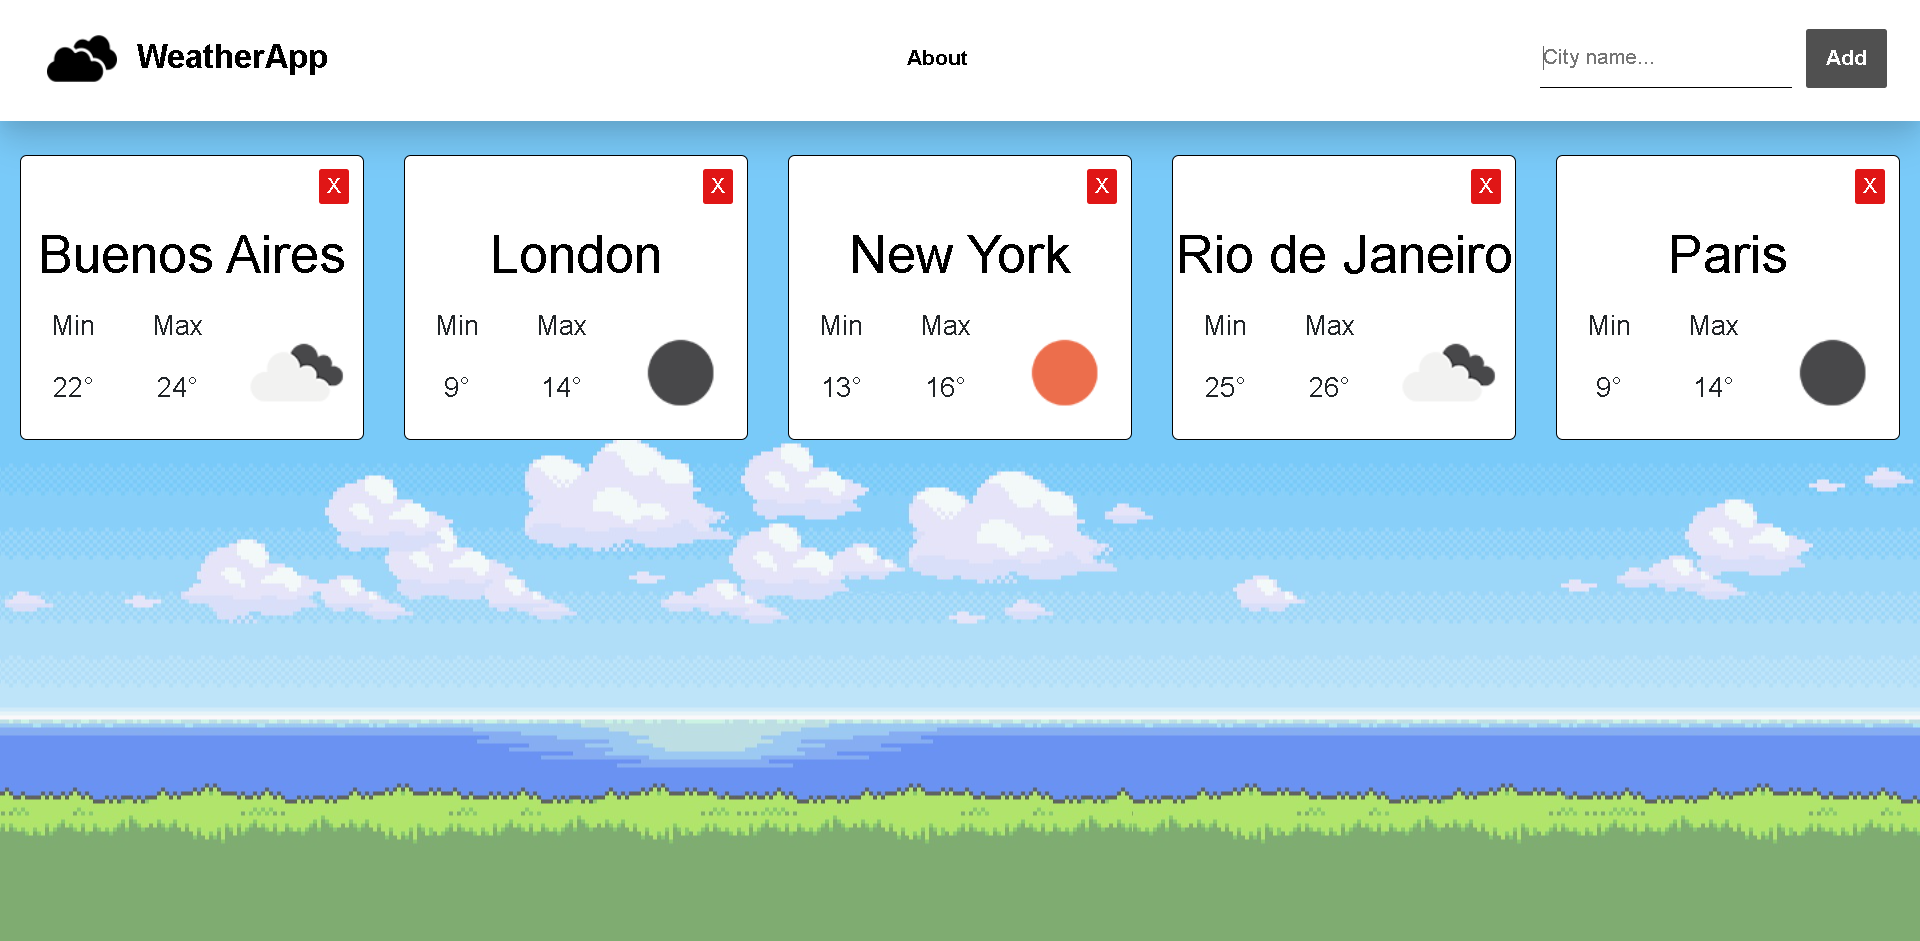 WeatherApp
About
City name...
Add
X
Buenos Aires
Min Max
22° 24°
X
London
Min Max
9° 14°
X
New York
Min Max
13° 16°
X
Rio de Janeiro
Min Max
25° 26°
X
Paris
Min Max
9° 14°